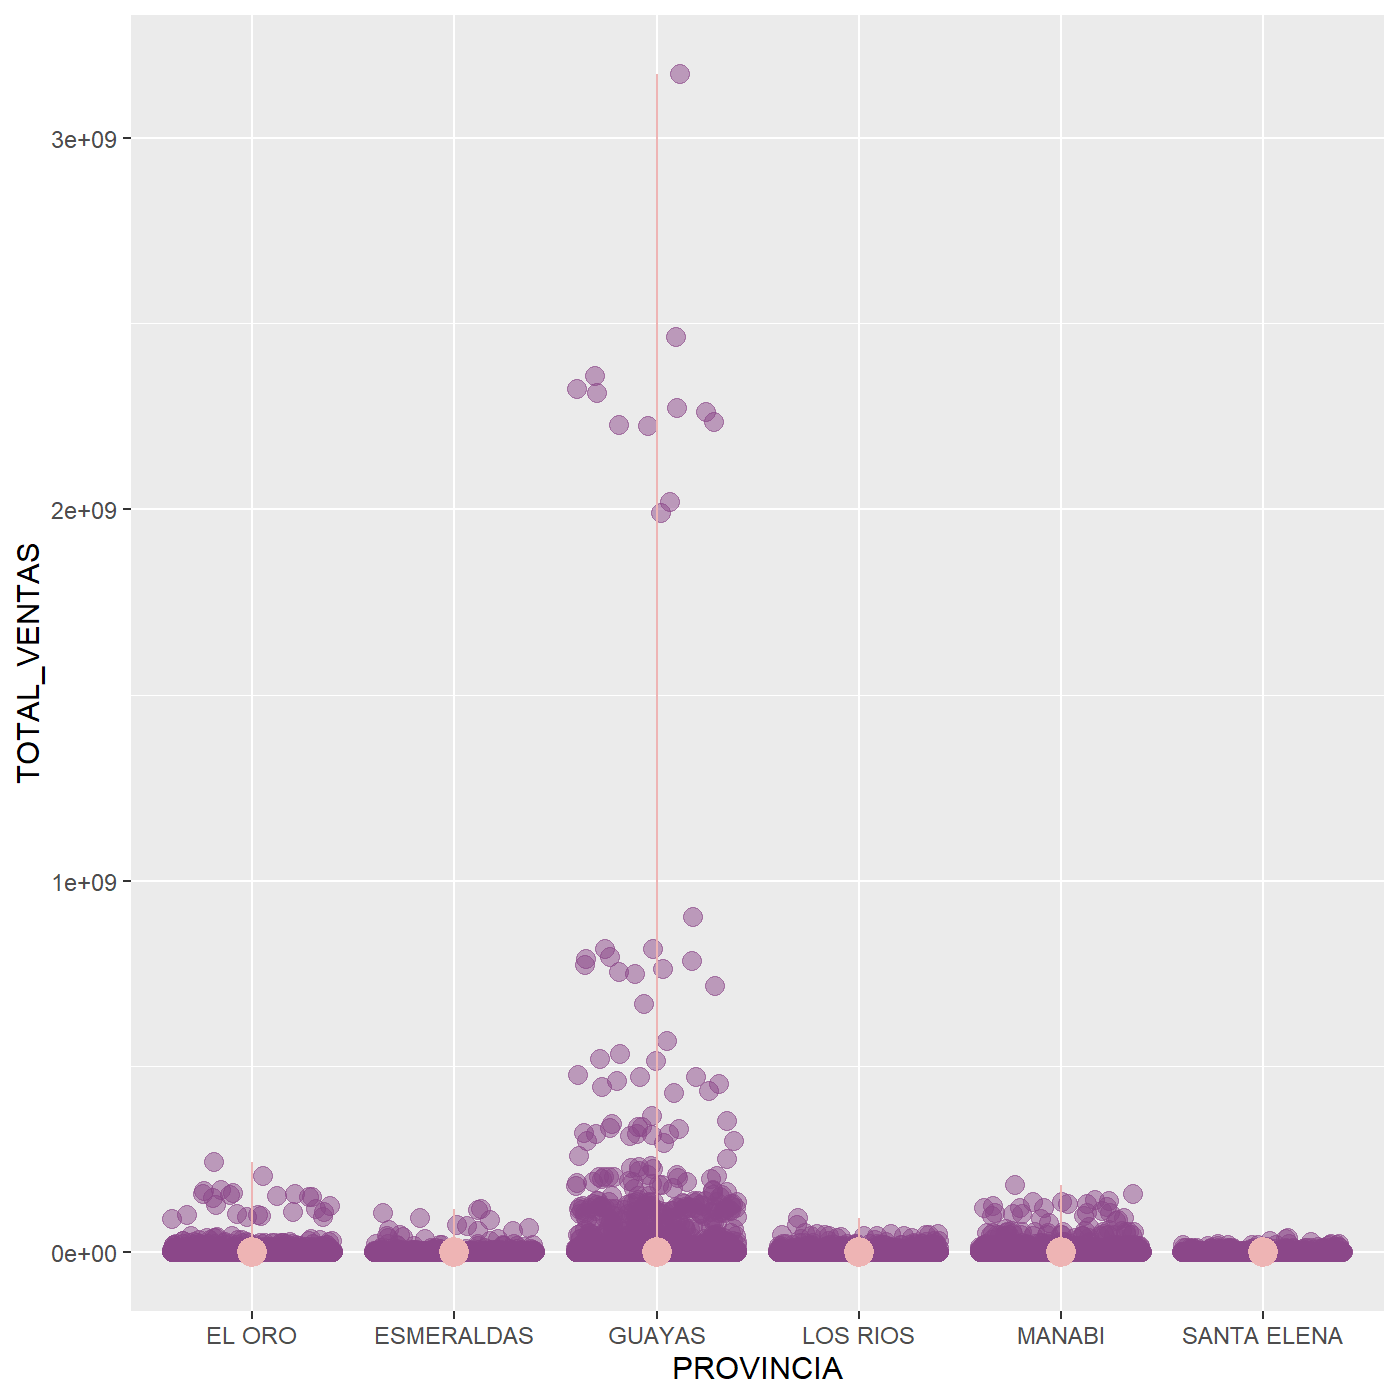 3e+09
2e+09
1e+09
0e+00
TOTAL_VENTAS
EL ORO ESMERALDAS GUAYAS LOS RIOS MANABI SANTA ELENA
PROVINCIA